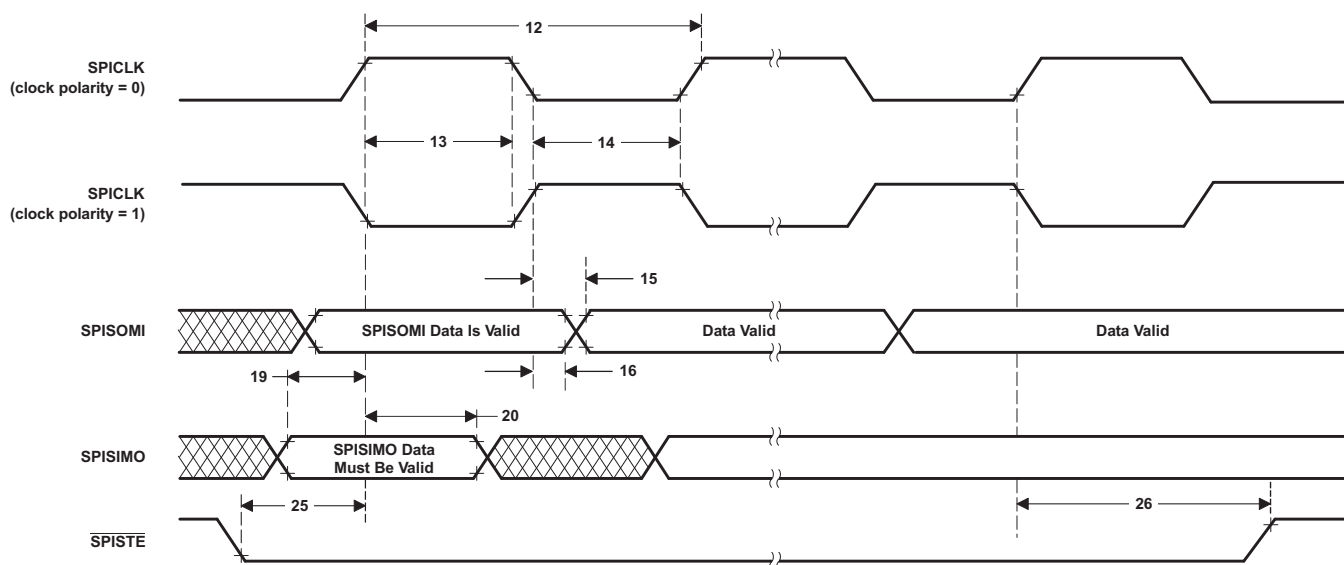 12
SPICLK
(clock polarity = 0)
13
14
SPICLK
(clock polarity = 1)
15
SPISOMI
SPISOMI Data Is Valid
Data Valid
Data Valid
19
16
20
SPISIMO
SPISIMO Data
Must Be Valid
25
26
SPISTE